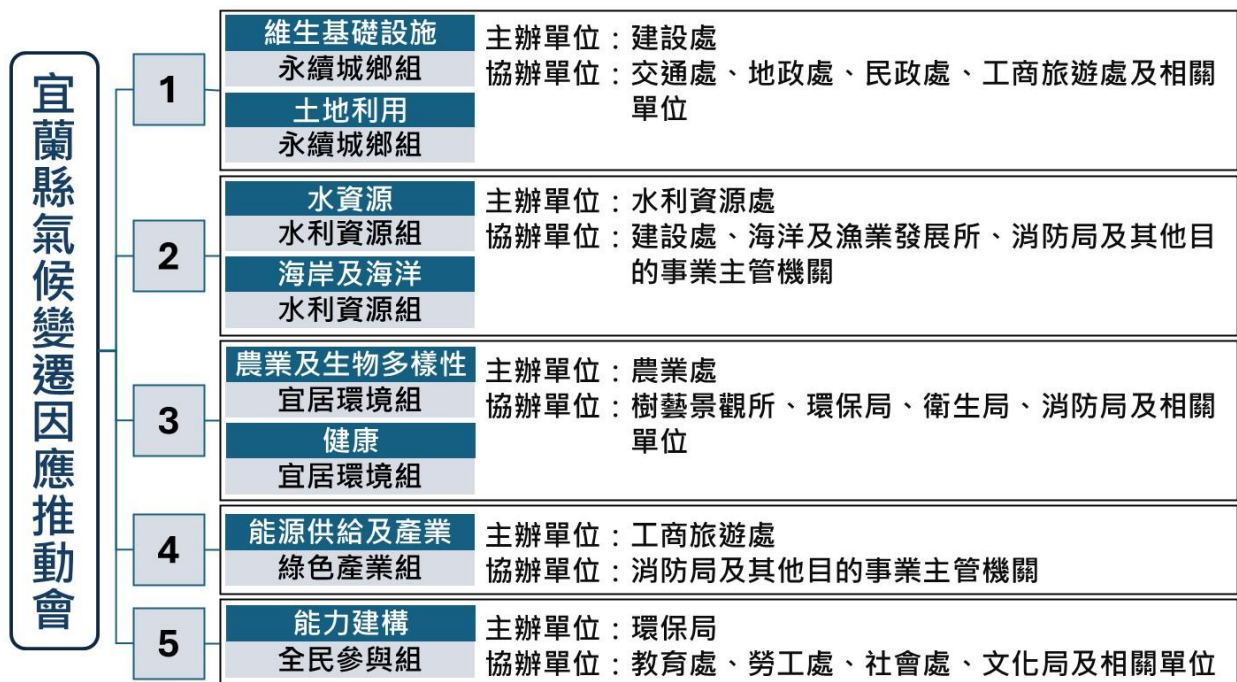 宜蘭縣氣候變遷因應推動會
1
維生基礎設施
永續城鄉組
土地利用
永續城鄉組
主辦單位：建設處
協辦單位：交通處、地政處、民政處、工商旅遊處及相關
單位
2
水資源
水利資源組
海岸及海洋
水利資源組
主辦單位：水利資源處
協辦單位：建設處、海洋及漁業發展所、消防局及其他目
的事業主管機關
3
農業及生物多樣性
宜居環境組
健康
宜居環境組
主辦單位：農業處
協辦單位：樹藝景觀所、環保局、衛生局、消防局及相關
單位
4
能源供給及產業
綠色產業組
主辦單位：工商旅遊處
協辦單位：消防局及其他目的事業主管機關
5
能力建構
全民參與組
主辦單位：環保局
協辦單位：教育處、勞工處、社會處、文化局及相關單位